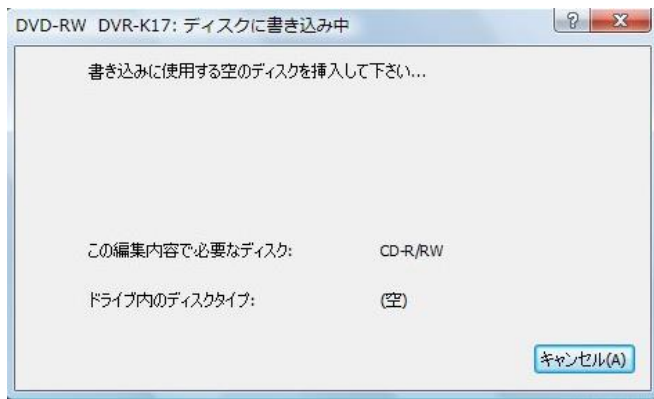 DVD-RW DVR-K17: ディスクに書き込み中
書き込みに使用する空のディスクを挿入して下さい...
この編集内容で必要なディスク: CD-R/RW
ドライブ内のディスクタイプ: (空)
キャンセル(A)